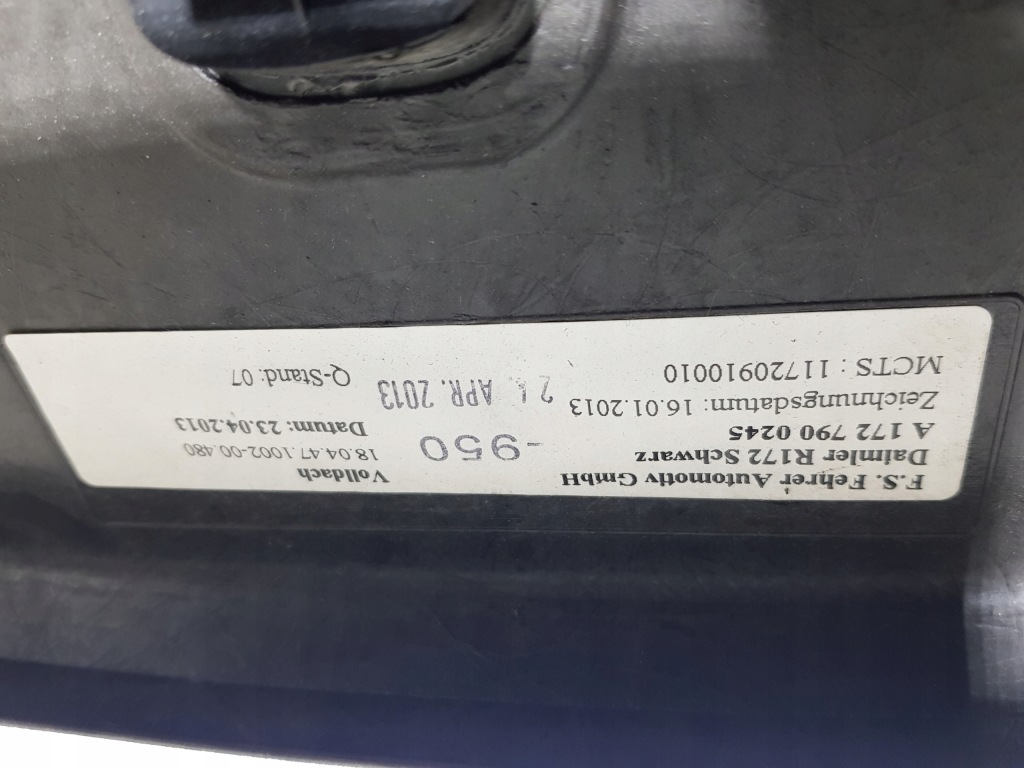 F.S. Fehrer Automotiv GmbH
Volldach
Daimler R172 Schwarz
-950
18.04.47.1002-00.480
A 172 790 0245
Datum: 23.04.2013
Zeichnungsdatum: 16.01.2013
APR. 2013
MCTS : 11720910010
Q-Stand: 07